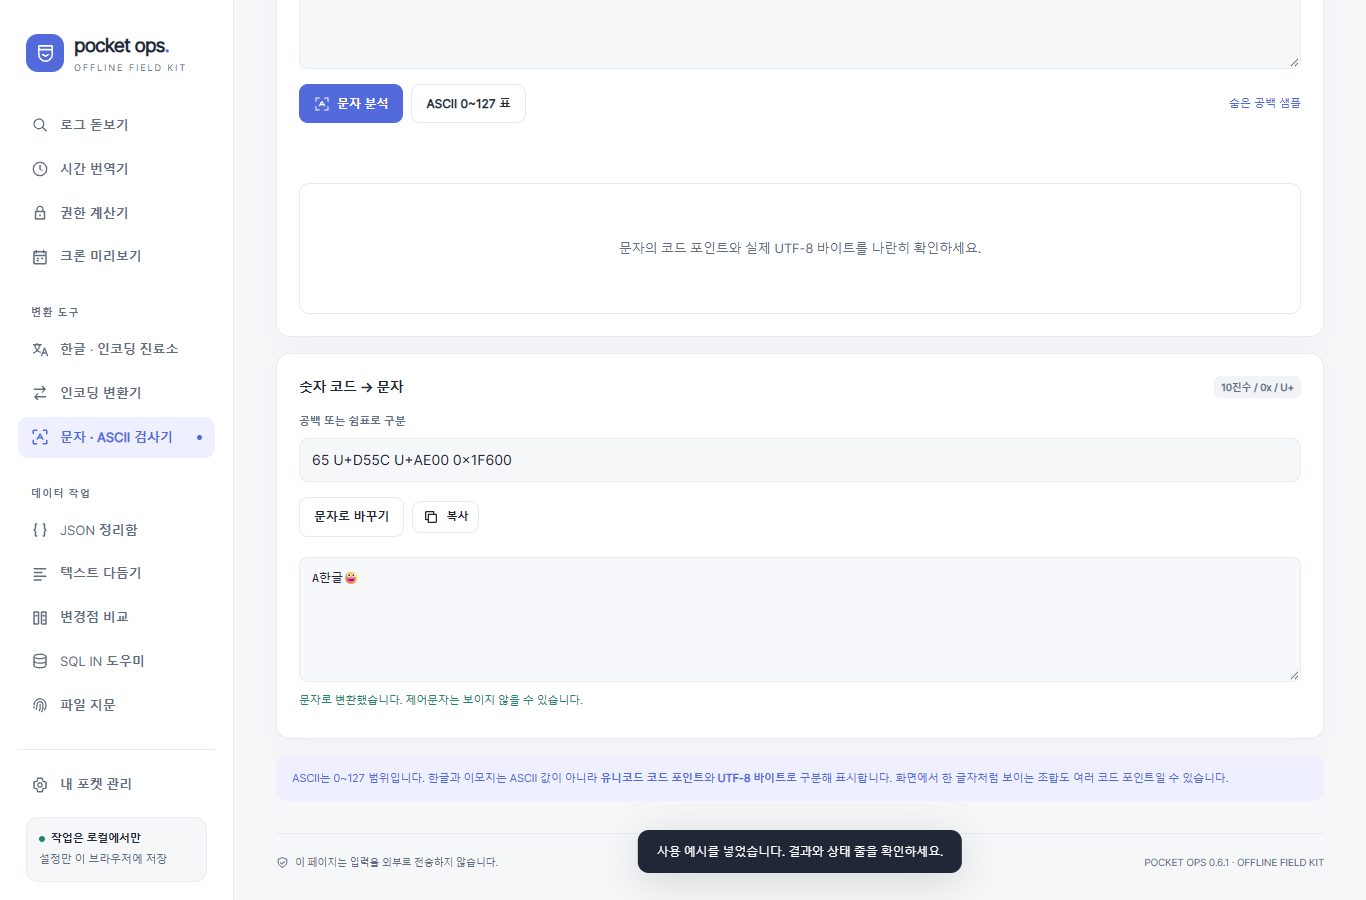 pocket ops.
OFFLINE FIELD KIT
로그 돋보기
시간 번역기
권한 계산기
크론 미리보기
변환 도구
한글 · 인코딩 진료소
인코딩 변환기
문자 · ASCII 검사기
데이터 작업
JSON 정리함
텍스트 다듬기
변경점 비교
SQL IN 도우미
파일 지문
내 포켓 관리
작업은 로컬에서만
설정만 이 브라우저에 저장
문자 분석
ASCII 0~127 표
숨은 공백 샘플
문자의 코드 포인트와 실제 UTF-8 바이트를 나란히 확인하세요.
숫자 코드 → 문자
10진수 / 0x / U+
공백 또는 쉼표로 구분
65 U+D55C U+AE00 0×1F600
문자로 바꾸기
복사
A한글😀
문자로 변환했습니다. 제어문자는 보이지 않을 수 있습니다.
ASCII는 0~127 범위입니다. 한글과 이모지는 ASCII 값이 아니라 유니코드 코드 포인트와 UTF-8 바이트로 구분해 표시합니다. 화면에서 한 글자처럼 보이는 조합도 여러 코드 포인트일 수 있습니다.
이 페이지는 입력을 외부로 전송하지 않습니다.
사용 예시를 넣었습니다. 결과와 상태 줄을 확인하세요.
POCKET OPS 0.6.1 · OFFLINE FIELD KIT